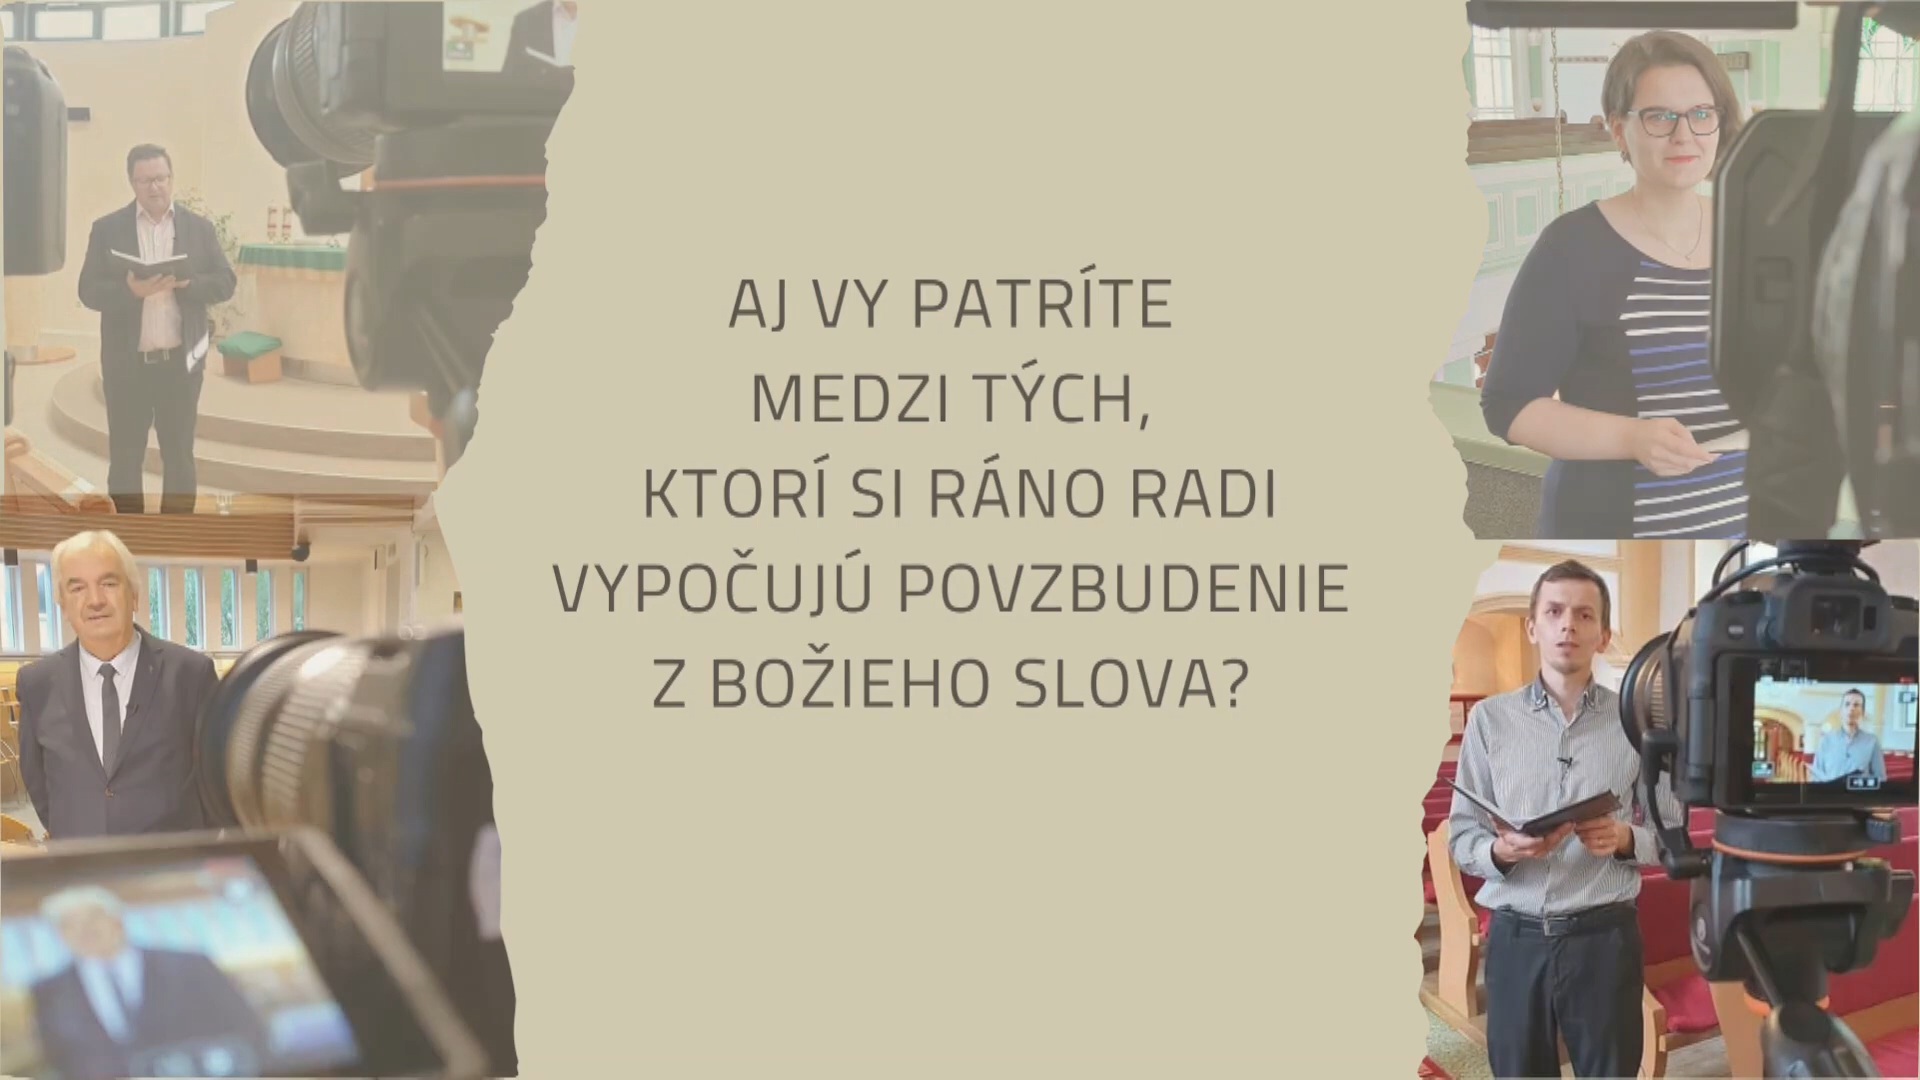 AJ VY PATRÍTE
MEDZI TÝCH,
KTORÍ SI RÁNO RADI
VYPOČUJÚ POVZBUDENIE
Z BOŽIEHO SLOVA?